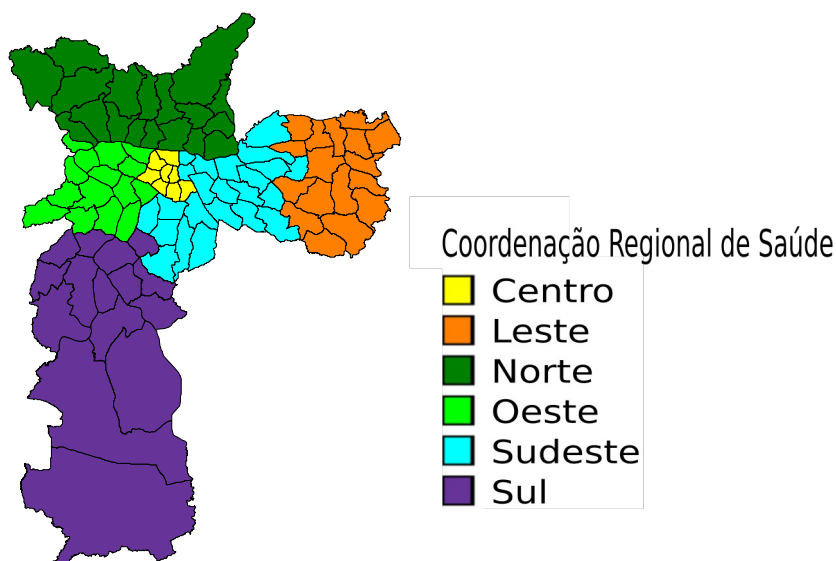 Coordenação Regional de Saúde
Centro
Leste
Norte
Oeste
Sudeste
Sul